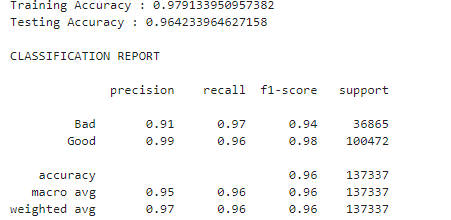 Training Accuracy : 0.979133950957382
Testing Accuracy : 0.964233964627158
CLASSIFICATION REPORT
precision recall f1-score support
Bad 0.91 0.97 0.94 36865
Good 0.99 0.96 0.98 100472
accuracy 0.96 137337
macro avg 0.95 0.96 0.96 137337
weighted avg 0.97 0.96 0.96 137337